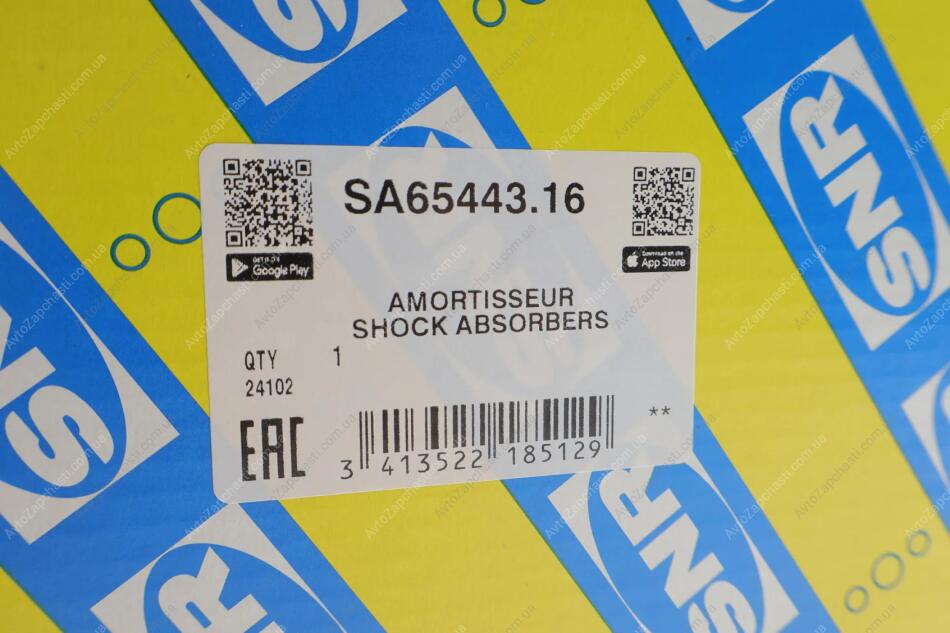 SNR
SNR
SA65443.16
GET IT ON
Google Play
Download on the
App Store
AMORTISSEUR
SHOCK ABSORBERS
QTY 1
24102
EAC
**
3 413522 185129
SNR
SNR
SNR
AvtoZapchasti.com.ua